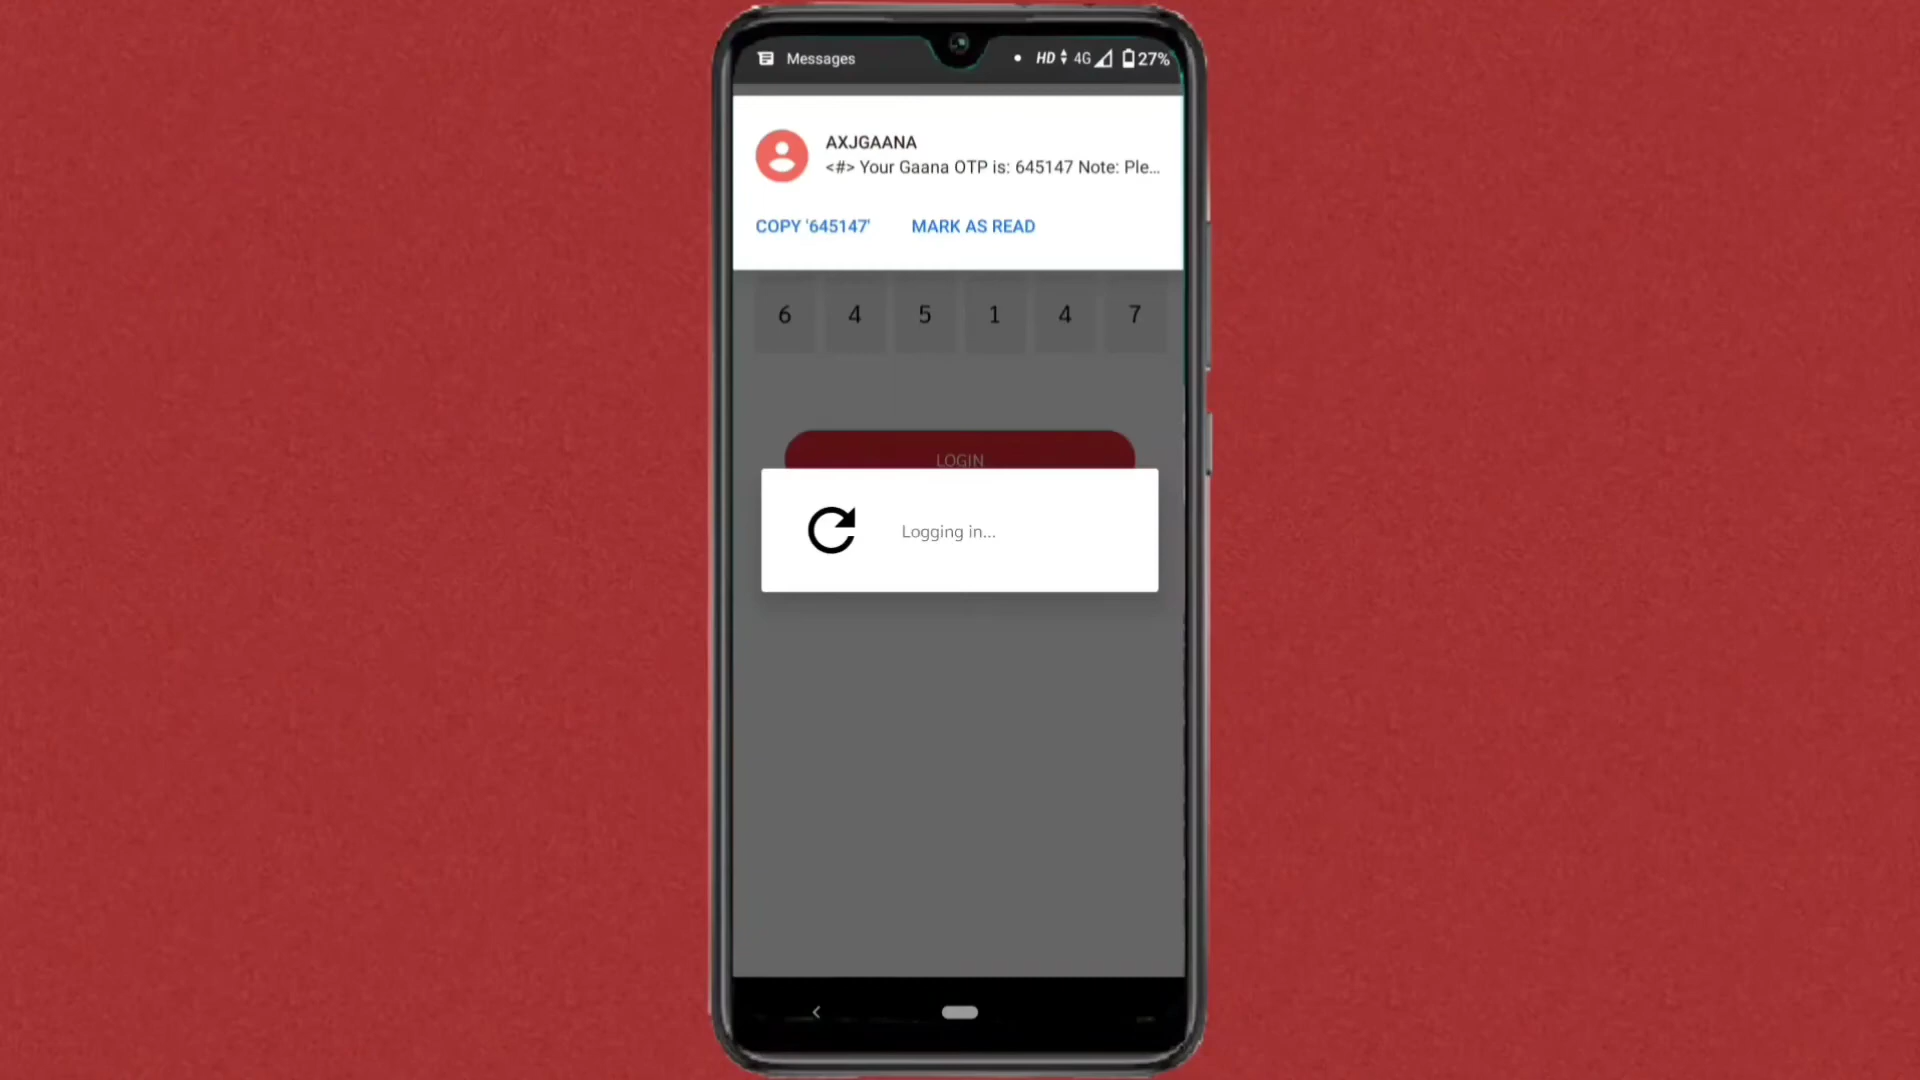 Messages
HD 4G 27%
AXJGAANA
<#> Your Gaana OTP is: 645147 Note: Ple...
COPY '645147' MARK AS READ
6 4 5 1 4 7
LOGIN
Logging in...